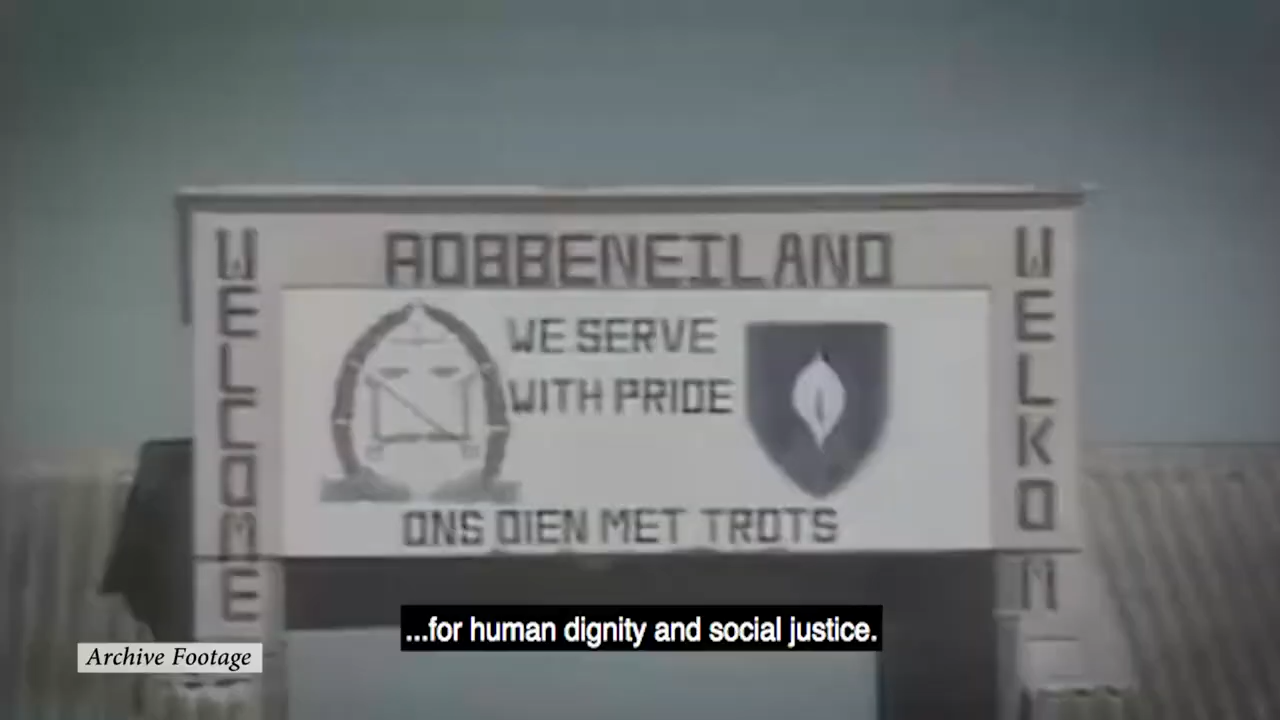 ROBBENEILAND
WELCOME
WE SERVE
WITH PRIDE
ONS DIEN MET TROTS
WELKOM
...for human dignity and social justice.
Archive Footage